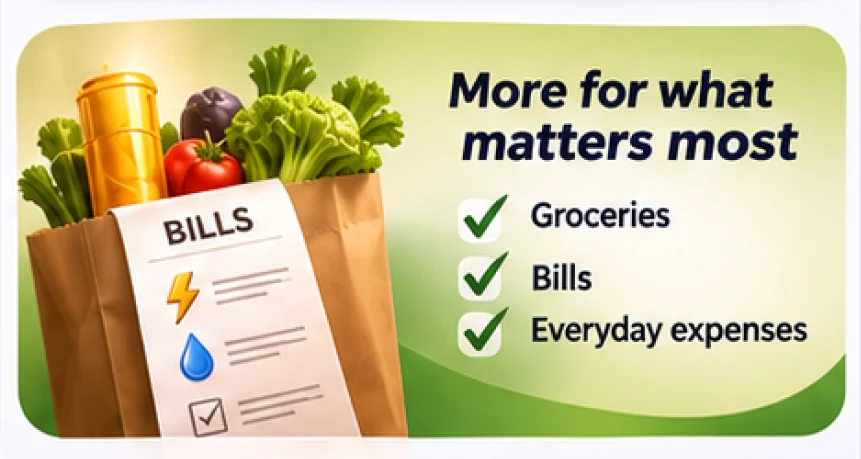 More for what
matters most
Groceries
Bills
Everyday expenses
BILLS